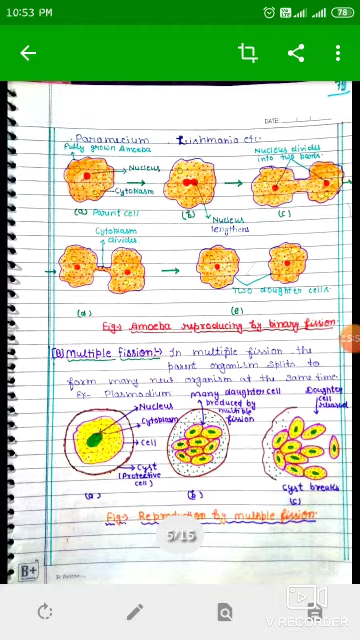 10:53 PM
78
DATE:
Paramecium Lishmania etc.
Fully grown Amoeba
Nucleus divides
into two parts
Nucleus
Cytoplasm
(a) Parent cell
(b)
(c)
Nucleus
lengthens
Cytoplasm
divides
Two daughter cells
(d)
(e)
Fig:- Amoeba reproducing by binary fission
(B) Multiple Fission:- In multiple fission the
parent organism splits to
form many new organism at the same time.
Ex- Plasmodium
many daughter cell
produced by
multiple
fission
Doughter
cell
released
Nucleus
Cytoplasm
Cell
Cyst
(Protective
cell)
Cyst breaks
(a)
(b)
(c)
Fig:- Reproduction by multiple fission
5/15
B+
V RECORDER